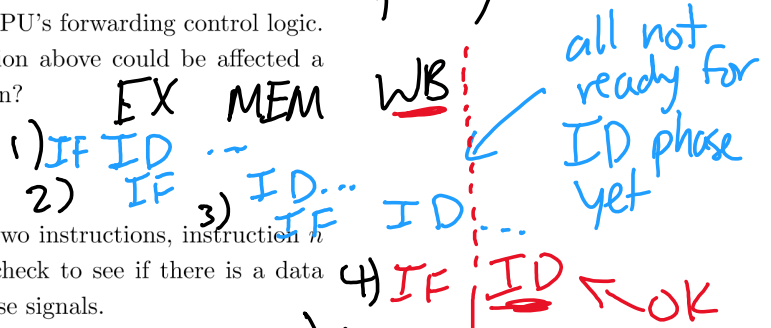 PU's forwarding control logic.
ion above could be affected a
n?
EX MEM WB
all not
ready for
ID phase
yet
1) IF ID ...
2) IF ID...
3) IF ID ...
wo instructions, instruction n
check to see if there is a data
se signals.
4) IF ID OK